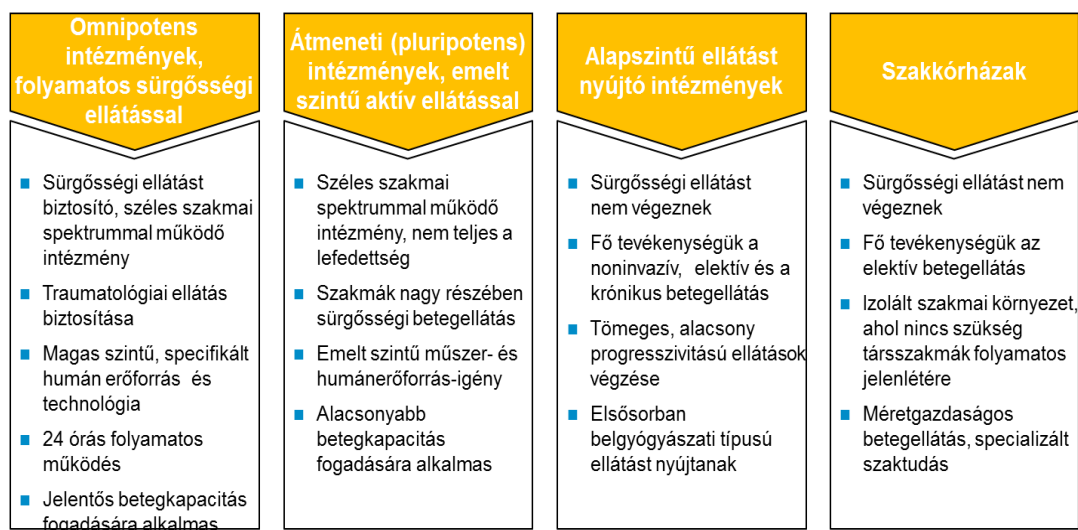 Omnipotens
intézmények,
folyamatos sürgősségi
ellátással
Sürgősségi ellátást
biztosító, széles szakmai
spektrummal működő
intézmény
Traumatológiai ellátás
biztosítása
Magas szintű, specifikált
humán erőforrás és
technológia
24 órás folyamatos
működés
Jelentős betegkapacitás
fogadására alkalmas
Átmeneti (pluripotens)
intézmények, emelt
szintű aktív ellátással
Széles szakmai
spektrummal működő
intézmény, nem teljes a
lefedettség
Szakmák nagy részében
sürgősségi betegellátás
Emelt szintű műszer- és
humánerőforrás-igény
Alacsonyabb
betegkapacitás
fogadására alkalmas
Alapszintű ellátást
nyújtó intézmények
Sürgősségi ellátást
nem végeznek
Fő tevékenységük a
noninvazív, elektív és a
krónikus betegellátás
Tömeges, alacsony
progresszivitású ellátások
végzése
Elsősorban
belgyógyászati típusú
ellátást nyújtanak
Szakkórházak
Sürgősségi ellátást nem
végeznek
Fő tevékenységük az
elektív betegellátás
Izolált szakmai környezet,
ahol nincs szükség
társszakmák folyamatos
jelenlétére
Méretgazdaságos
betegellátás, specializált
szaktudás